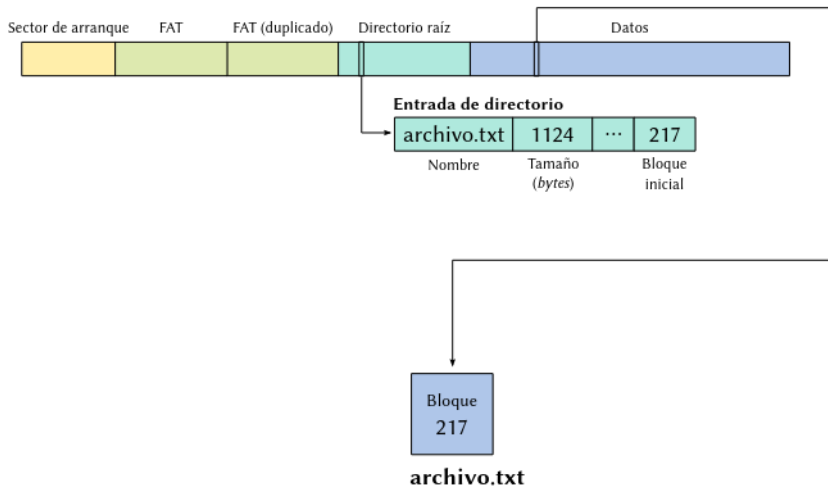 Sector de arranque FAT FAT (duplicado) Directorio raíz Datos
Entrada de directorio
archivo.txt 1124 ... 217
Nombre Tamaño Bloque
(bytes) inicial
Bloque
217
archivo.txt